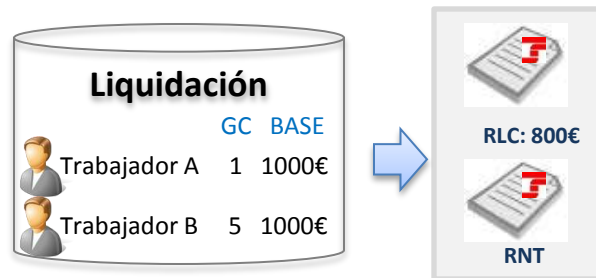 Liquidación
GC BASE
Trabajador A 1 1000€
Trabajador B 5 1000€
RLC: 800€
RNT